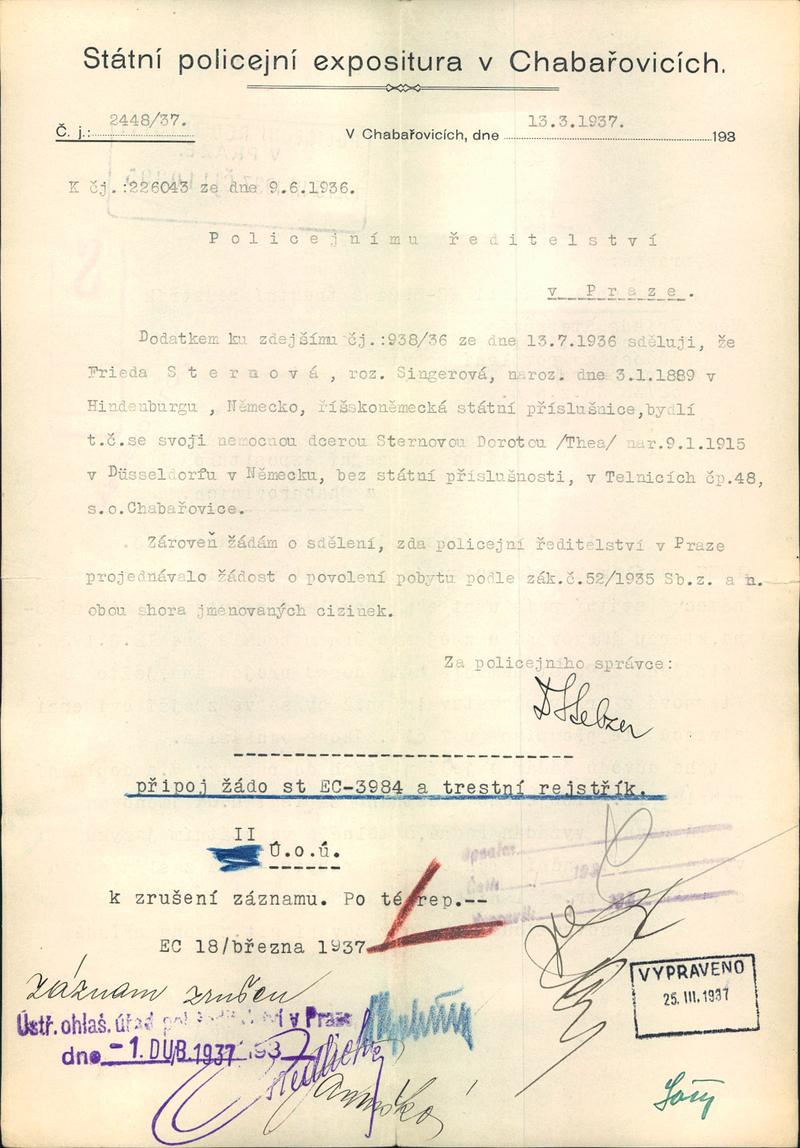 Státní policejní expositura v Chabařovicích.
Č. j.: 2448/37. V Chabařovicích, dne 13.3.1937. 193
K čj.:226043 ze dne 9.6.1936.
Policejnímu ředitelství
v Praze.
Dodatkem ku zdejšímu čj.:938/36 ze dne 13.7.1936 sděluji, že
Frieda Sternová, roz. Singerová, naroz. dne 3.1.1889 v
Hindenburgu , Německo, říšskoněmecká státní příslušnice,bydlí
t.č.se svoji nemocnou dcerou Sternovou Dorotou /Thea/ nar.9.1.1915
v Düsseldorfu v Německu, bez státní příslušnosti, v Telnicích čp.48,
s.o.Chabařovice.
Zároveň žádám o sdělení, zda policejní ředitelství v Praze
projednávalo žádost o povolení pobytu podle zák.č.52/1935 Sb.z. a n.
obou shora jmenovaných cizinek.
Za policejního správce:
připoj žádo st EC-3984 a trestní rejstřík.
II
Ú.o.ú.
k zrušení záznamu. Po té rep.--
EC 18/března 1937
záznam zrušen
VYPRAVENO
25. III. 1937
Ústř. ohlaš. úřad pol. v Praze
dne -1. DUB. 1937 193